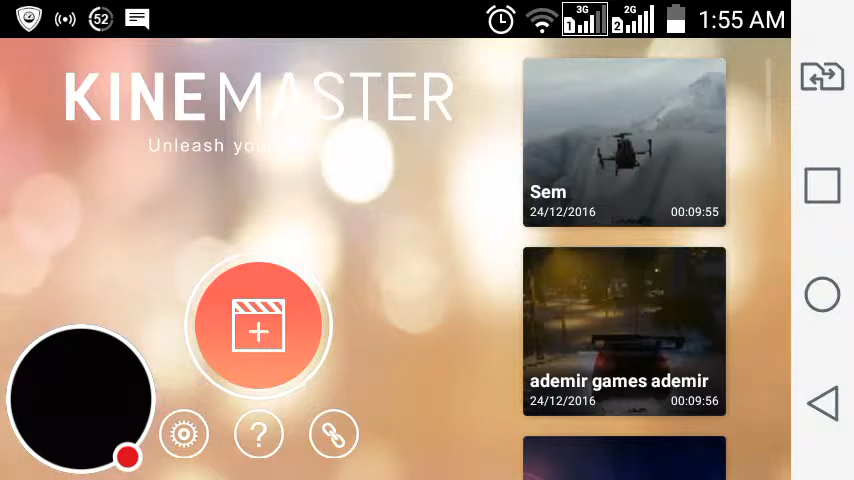 52
3G
1
2G
2
1:55 AM
KINEMASTER
Unleash you
Sem
24/12/2016 00:09:55
ademir games ademir
24/12/2016 00:09:56
?